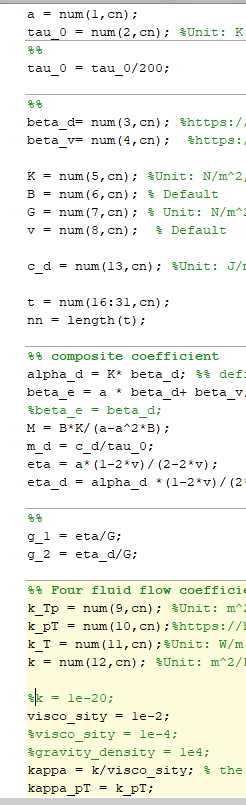 a = num(1,cn);
tau_0 = num(2,cn); %Unit: K
%%
tau_0 = tau_0/200;
%%
beta_d= num(3,cn); %https:/
beta_v= num(4,cn);  %https:
K = num(5,cn); %Unit: N/m^2,
B = num(6,cn); % Default
G = num(7,cn); % Unit: N/m^2
v = num(8,cn);  % Default
c_d = num(13,cn); %Unit: J/
t = num(16:31,cn);
nn = length(t);
%% composite coefficient
alpha_d = K* beta_d; %% defi
beta_e = a * beta_d+ beta_v
%beta_e = beta_d;
M = B*K/(a-a^2*B);
m_d = c_d/tau_0;
eta = a*(1-2*v)/(2-2*v);
eta_d = alpha_d *(1-2*v)/(2
%%
g_1 = eta/G;
g_2 = eta_d/G;
%% Four fluid flow coefficie
k_Tp = num(9,cn); %Unit: m^2
k_pT = num(10,cn);%https://
k_T = num(11,cn);%Unit: W/m
k = num(12,cn); %Unit: m^2/
%k = 1e-20;
visco_sity = 1e-2;
%visco_sity = 1e-4;
%gravity_density = 1e4;
kappa = k/visco_sity; % the
kappa_pT = k_pT;